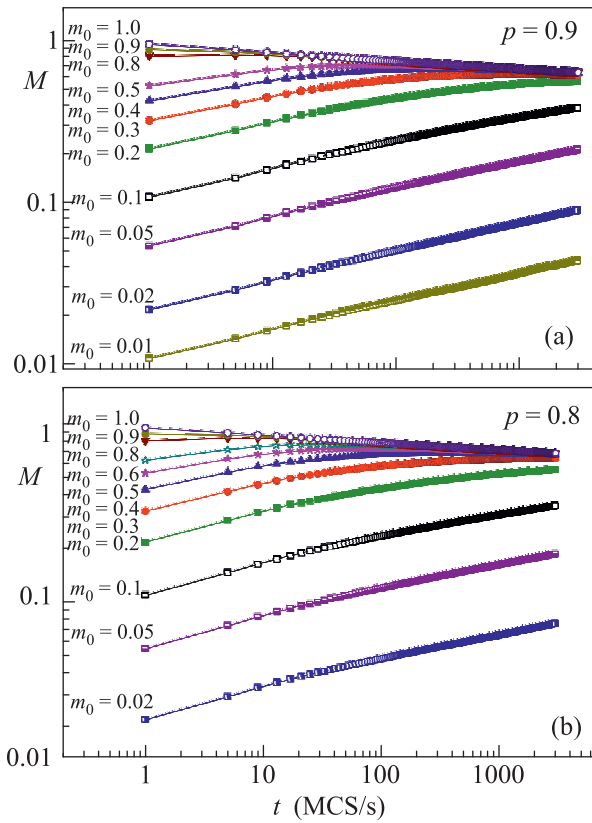 m0 = 1.0
p = 0.9
1
m0 = 0.9
m0 = 0.8
M
m0 = 0.5
m0 = 0.4
m0 = 0.3
m0 = 0.2
m0 = 0.1
0.1
m0 = 0.05
m0 = 0.02
m0 = 0.01
(a)
0.01
m0 = 1.0
p = 0.8
1
m0 = 0.9
m0 = 0.8
M
m0 = 0.6
m0 = 0.5
m0 = 0.4
m0 = 0.3
m0 = 0.2
m0 = 0.1
0.1
m0 = 0.05
m0 = 0.02
(b)
0.01
1 10 100 1000
t (MCS/s)